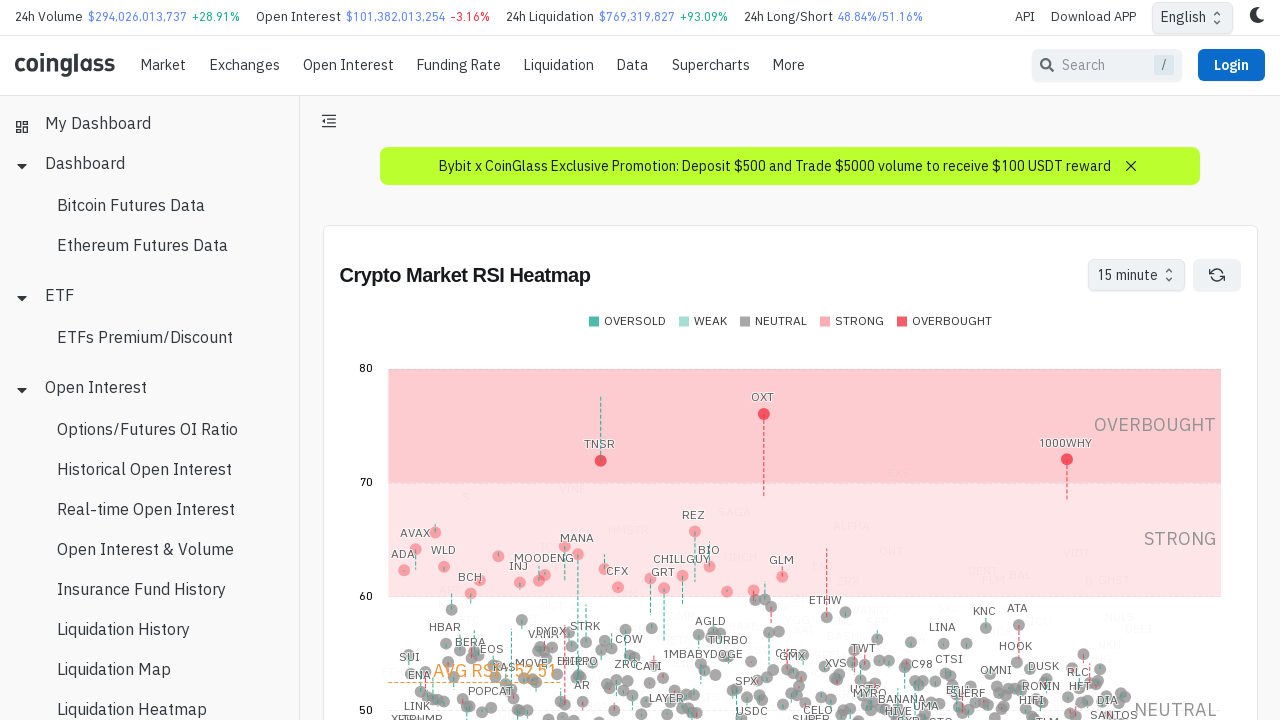 24h Volume $294,026,013,737 +28.91% Open Interest $101,382,013,254 -3.16% 24h Liquidation $769,319,827 +93.09% 24h Long/Short 48.84%/51.16% API Download APP English
coinglass Market Exchanges Open Interest Funding Rate Liquidation Data Supercharts More Search / Login
My Dashboard
Dashboard
Bitcoin Futures Data
Ethereum Futures Data
ETF
ETFs Premium/Discount
Open Interest
Options/Futures OI Ratio
Historical Open Interest
Real-time Open Interest
Open Interest & Volume
Insurance Fund History
Liquidation History
Liquidation Map
Liquidation Heatmap
Bybit x CoinGlass Exclusive Promotion: Deposit $500 and Trade $5000 volume to receive $100 USDT reward
Crypto Market RSI Heatmap 15 minute
OVERSOLD WEAK NEUTRAL STRONG OVERBOUGHT
80
OXT
OVERBOUGHT
TNSR 1000WHY
70
REZ
AVAX MANA STRONG
ADA WLD MOODENG CHILLGUY BIO GLM
BCH INJ CFX GRT
60 ETHW
KNC ATA
HBAR DYDX STRK AGLD LINA
BERA EOS COW TURBO HOOK
SUI KAS MOVE ZRO CATI 1MBABYDOGE TWT
ENA AVG RSI: 52.51 XVS C98 CTSI OMNI DUSK RLC
POPCAT AR SPX ROMIN HFT
LINK LAYER USDC CELO BANANA UMA HIFI DIA
50 TRUMP SUPER HIVE SANTOS NEUTRAL